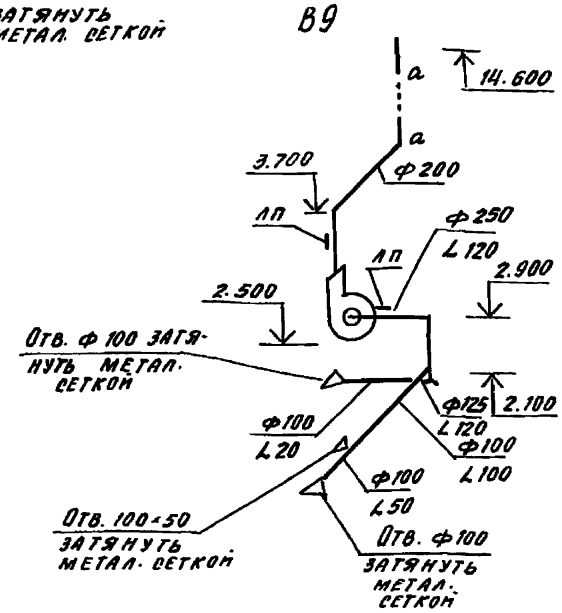 ЗАТЯНУТЬ
МЕТАЛ. СЕТКОЙ
В9
а
14.600
а
3.700
ф200
ЛП
ф250
L120
ЛП
2.900
2.500
ОТВ. ф100 ЗАТЯ-
НУТЬ МЕТАЛ.
СЕТКОЙ
ф100
L20
ф125
L120
2.100
ф100
L100
ф100
L50
ОТВ. 100×50
ЗАТЯНУТЬ
МЕТАЛ. СЕТКОЙ
ОТВ. ф100
ЗАТЯНУТЬ
МЕТАЛ.
СЕТКОЙ